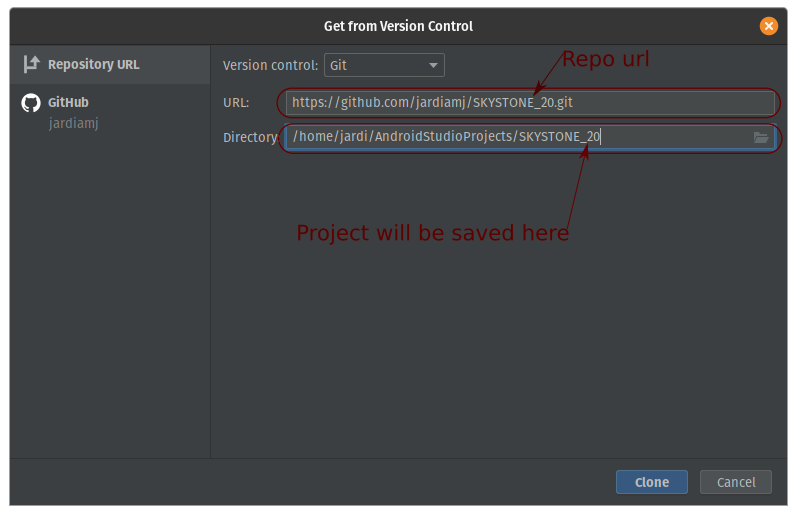 Get from Version Control
Repository URL
GitHub
jardiamj
Version control: Git
Repo url
URL: https://github.com/jardiamj/SKYSTONE_20.git
Directory /home/jardi/AndroidStudioProjects/SKYSTONE_20
Project will be saved here
Clone Cancel